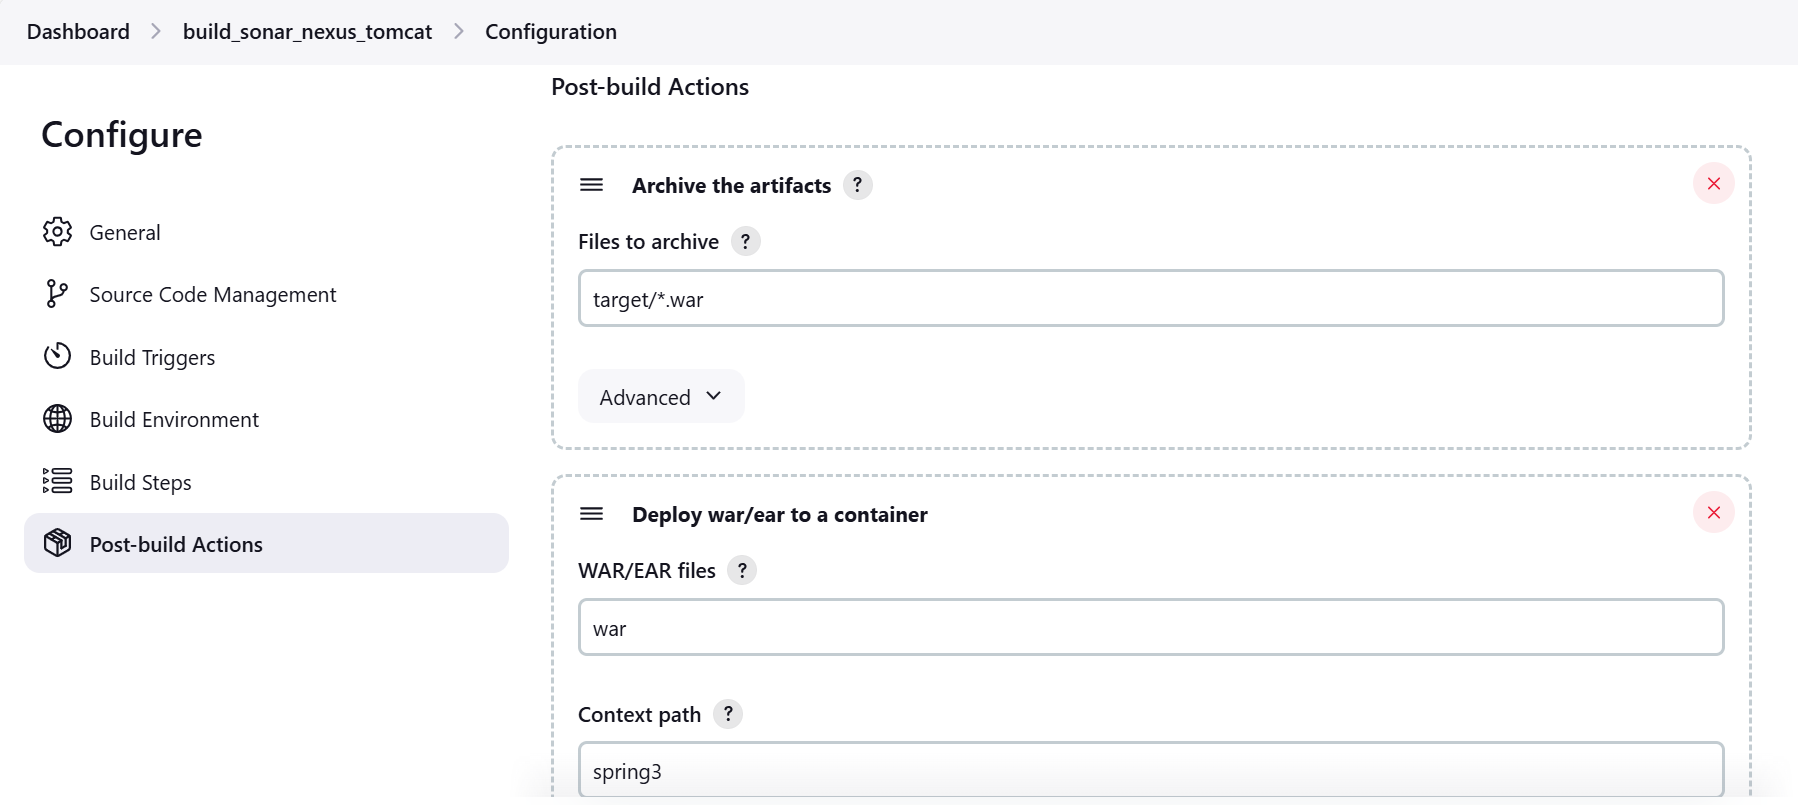 Dashboard > build_sonar_nexus_tomcat > Configuration
Configure
General
Source Code Management
Build Triggers
Build Environment
Build Steps
Post-build Actions
Post-build Actions
Archive the artifacts ?
Files to archive ?
target/*.war
Advanced
Deploy war/ear to a container
WAR/EAR files ?
war
Context path ?
spring3